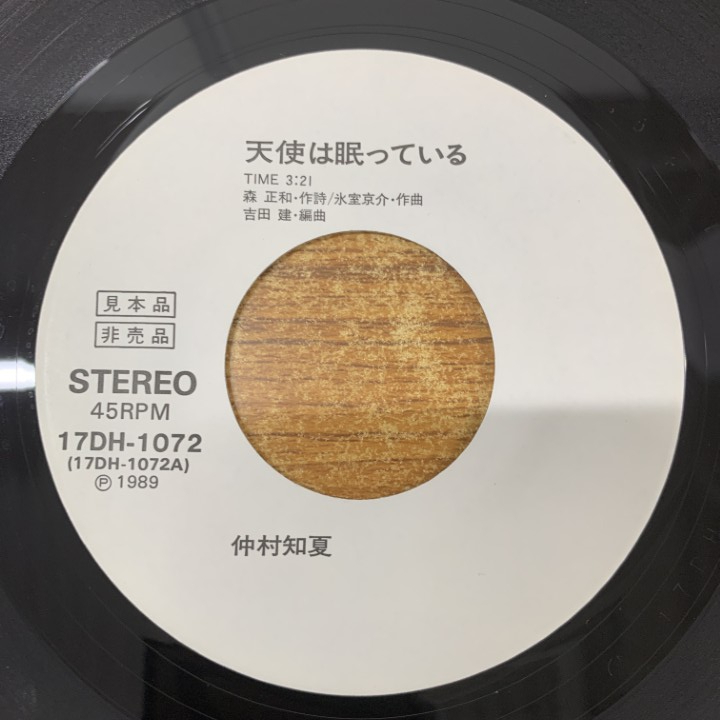 天使は眠っている
TIME 3:21
森 正和・作詩/氷室京介・作曲
吉田 建・編曲
見本品
非売品
STEREO
45RPM
17DH-1072
(17DH-1072A)
Ⓟ 1989
仲村知夏